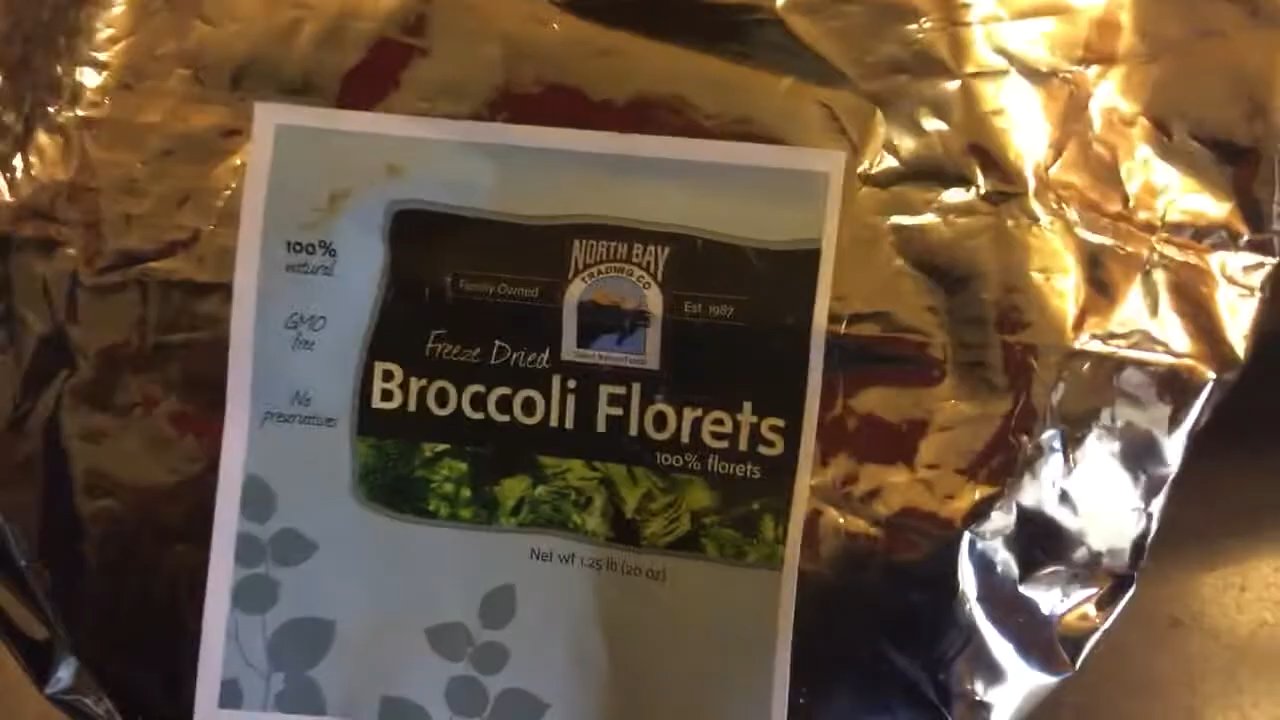 100%
natural
GMO
free
No
preservatives
NORTH BAY
TRADING CO
Family Owned
Est. 1987
Freeze Dried
Broccoli Florets
100% florets
Net wt 1.25 lb (20 oz)